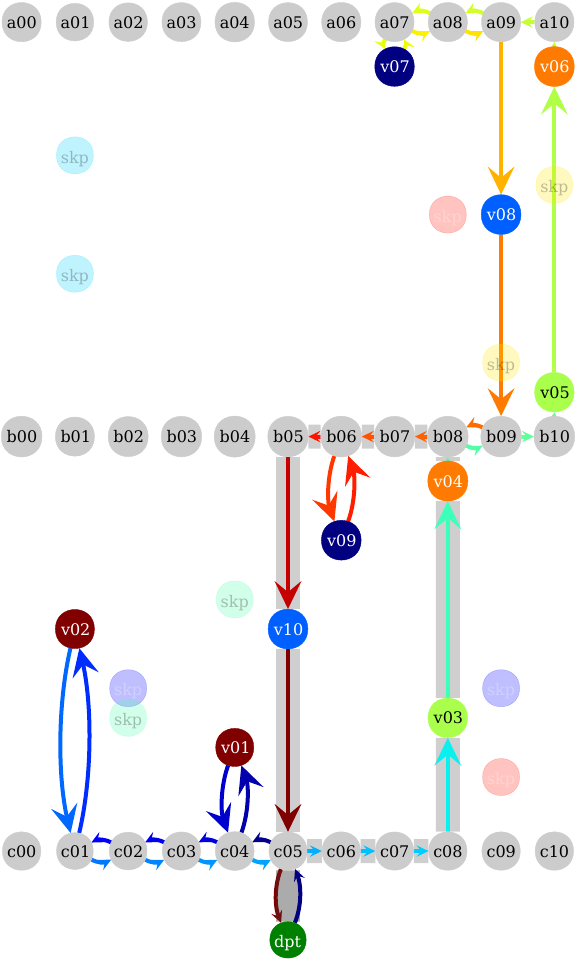 a00 a01 a02 a03 a04 a05 a06 a07 a08 a09 a10
v07 v06
skp
skp
skp v08
skp
skp
v05
b00 b01 b02 b03 b04 b05 b06 b07 b08 b09 b10
v04
v09
skp
v02 v10
skp skp
skp v03
v01
skp
c00 c01 c02 c03 c04 c05 c06 c07 c08 c09 c10
dpt